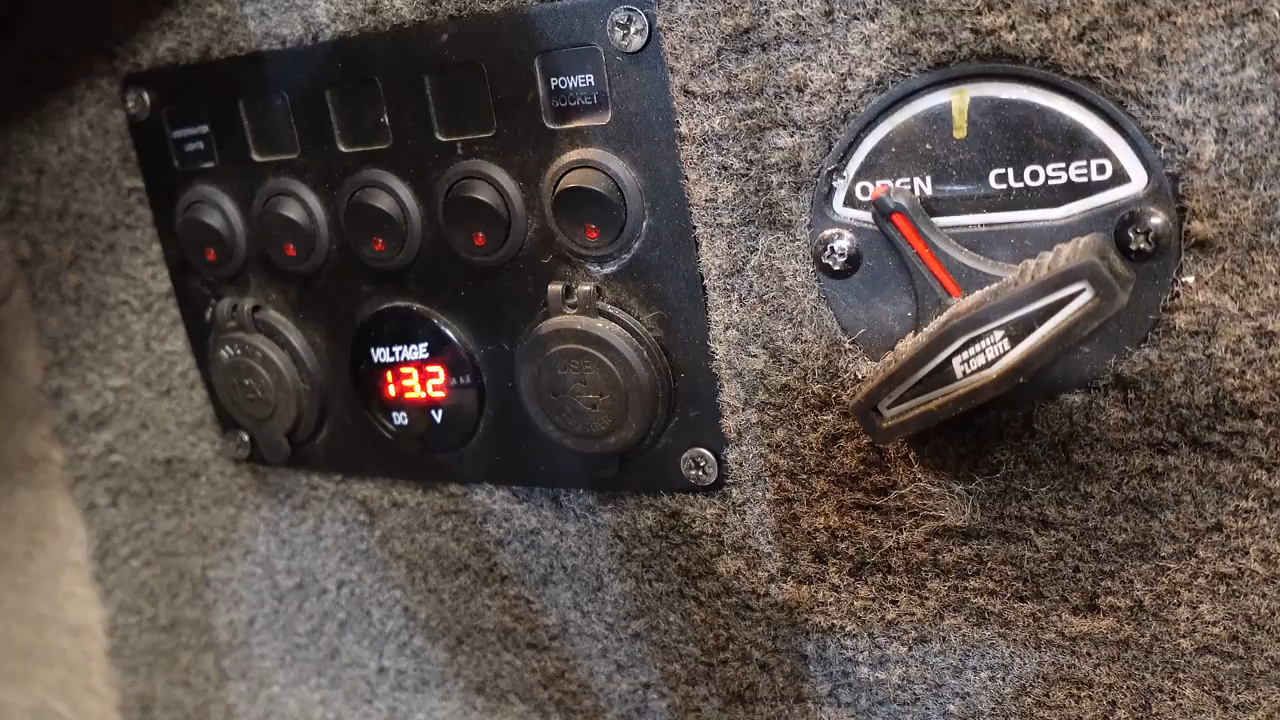 POWER
SOCKET
OPEN CLOSED
VOLTAGE
13.2
DC V
USB
FLOW-RITE